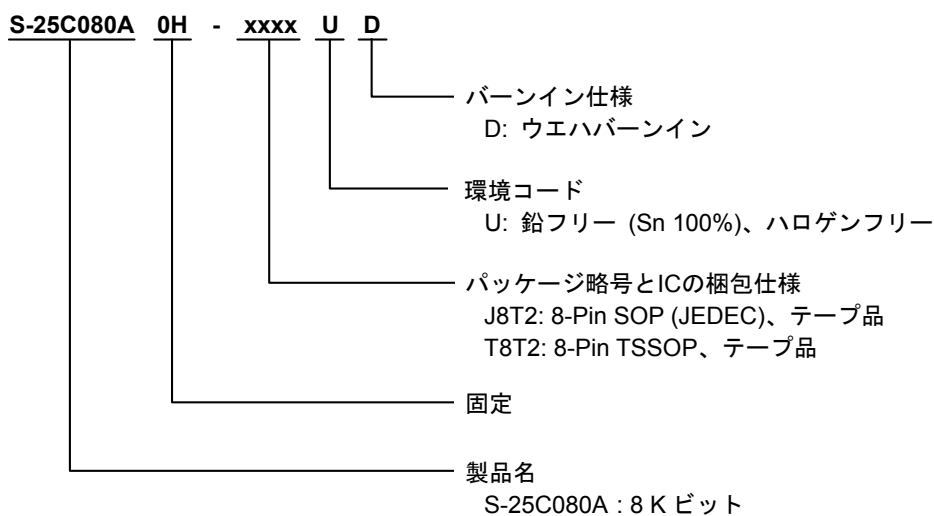 S-25C080A 0H - xxxx U D
バーンイン仕様
D: ウエハバーンイン
環境コード
U: 鉛フリー (Sn 100%)、ハロゲンフリー
パッケージ略号とICの梱包仕様
J8T2: 8-Pin SOP (JEDEC)、テープ品
T8T2: 8-Pin TSSOP、テープ品
固定
製品名
S-25C080A : 8 K ビット